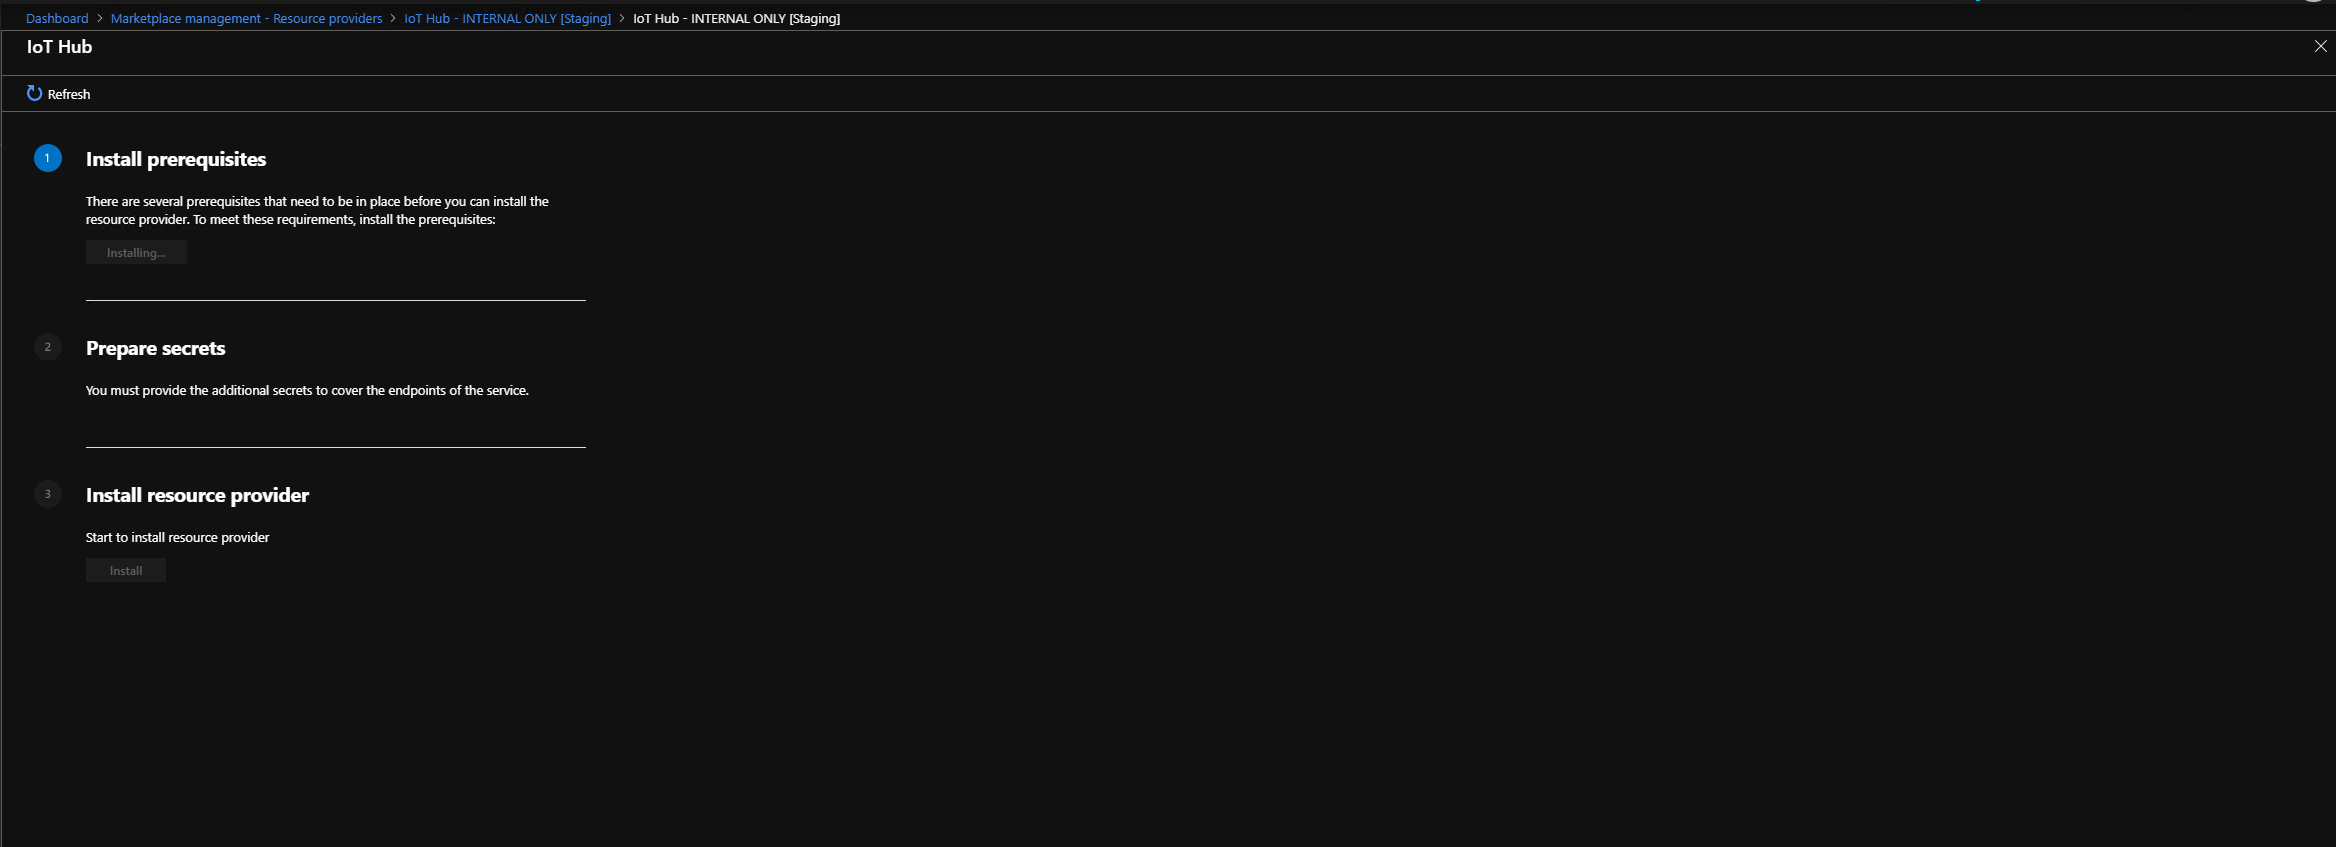 Dashboard > Marketplace management - Resource providers > IoT Hub - INTERNAL ONLY [Staging] > IoT Hub - INTERNAL ONLY [Staging]
IoT Hub
Refresh
1 Install prerequisites
There are several prerequisites that need to be in place before you can install the
resource provider. To meet these requirements, install the prerequisites:
Installing...
2 Prepare secrets
You must provide the additional secrets to cover the endpoints of the service.
3 Install resource provider
Start to install resource provider
Install